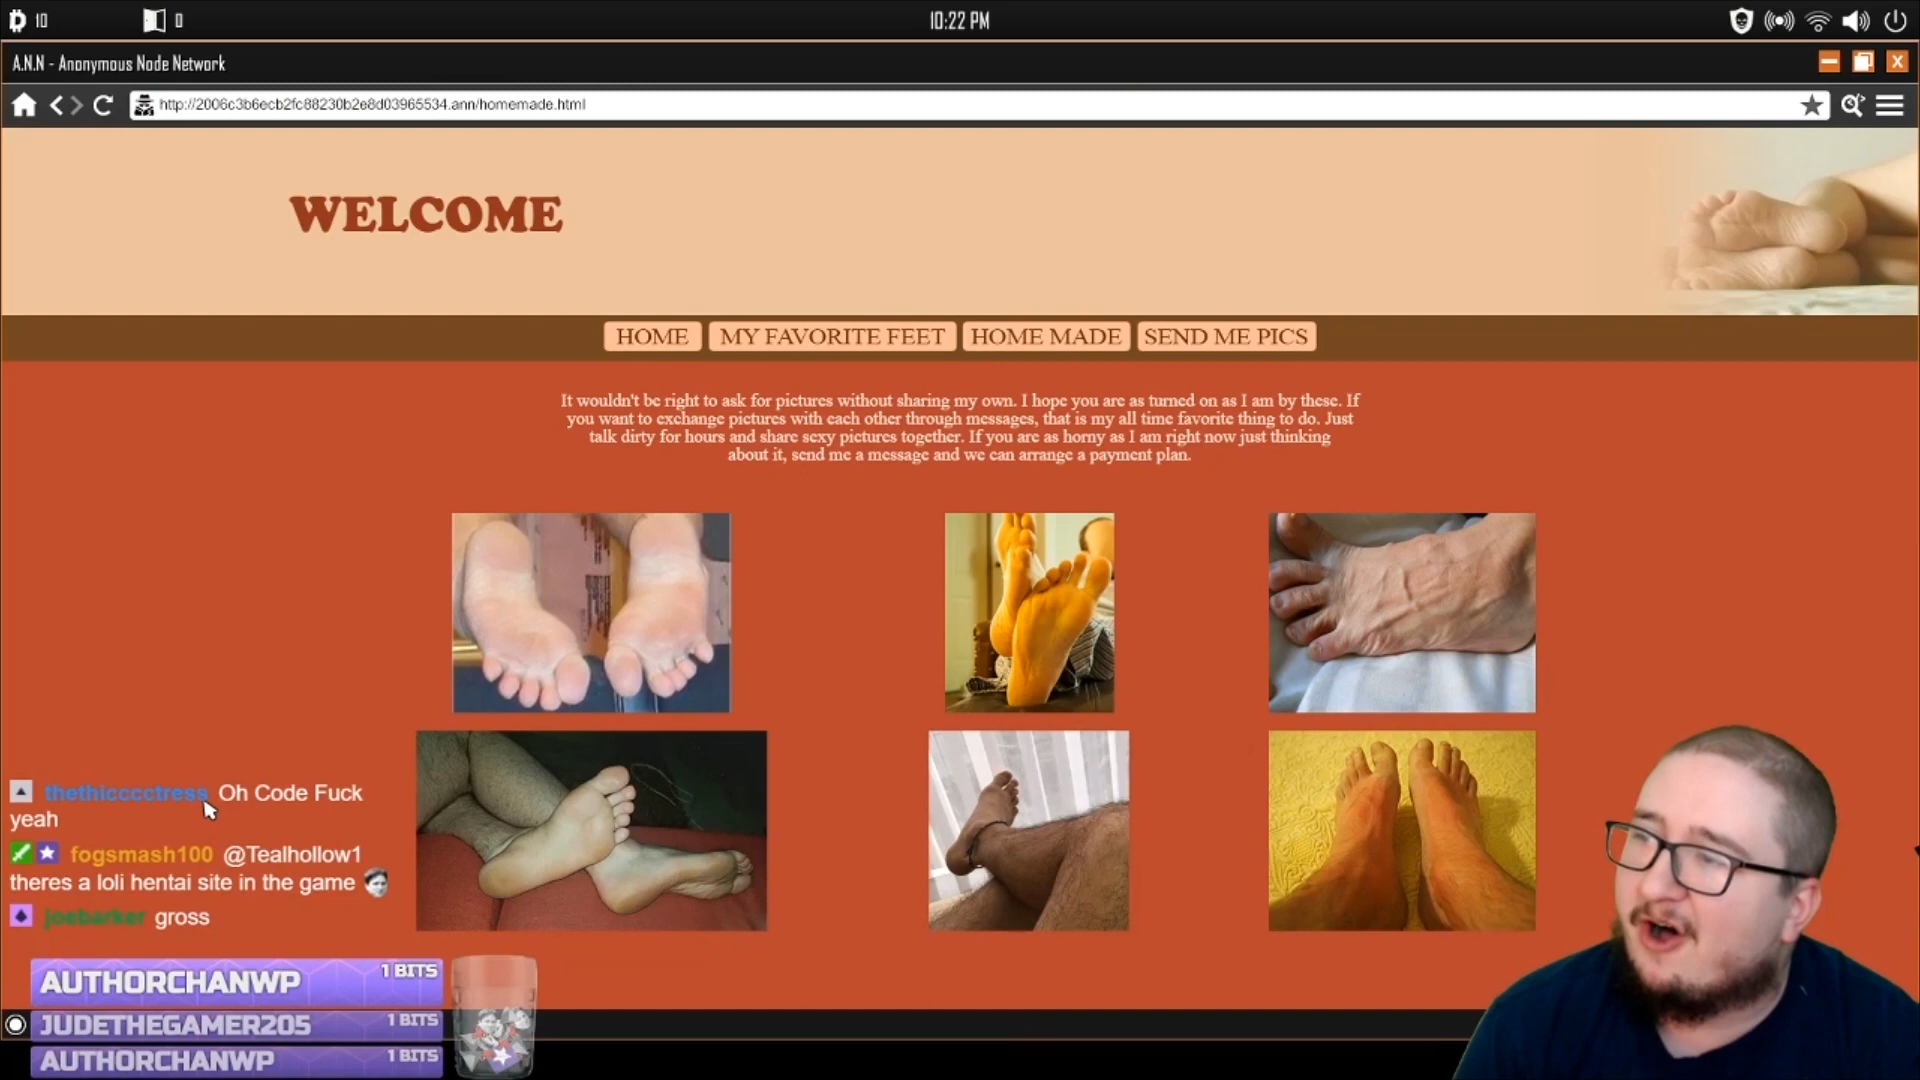 10
0
10:22 PM
A.N.N - Anonymous Node Network
http://2006c3b6ecb2fc88230b2e8d03965534.ann/homemade.html
WELCOME
HOME
MY FAVORITE FEET
HOME MADE
SEND ME PICS
It wouldn't be right to ask for pictures without sharing my own. I hope you are as turned on as I am by these. If
you want to exchange pictures with each other through messages, that is my all time favorite thing to do. Just
talk dirty for hours and share sexy pictures together. If you are as horny as I am right now just thinking
about it, send me a message and we can arrange a payment plan.
thethicccctress Oh Code Fuck
yeah
fogsmash100 @Tealhollow1
theres a loli hentai site in the game
joebarker gross
AUTHORCHANWP 1 BITS
JUDETHEGAMER205 1 BITS
AUTHORCHANWP 1 BITS